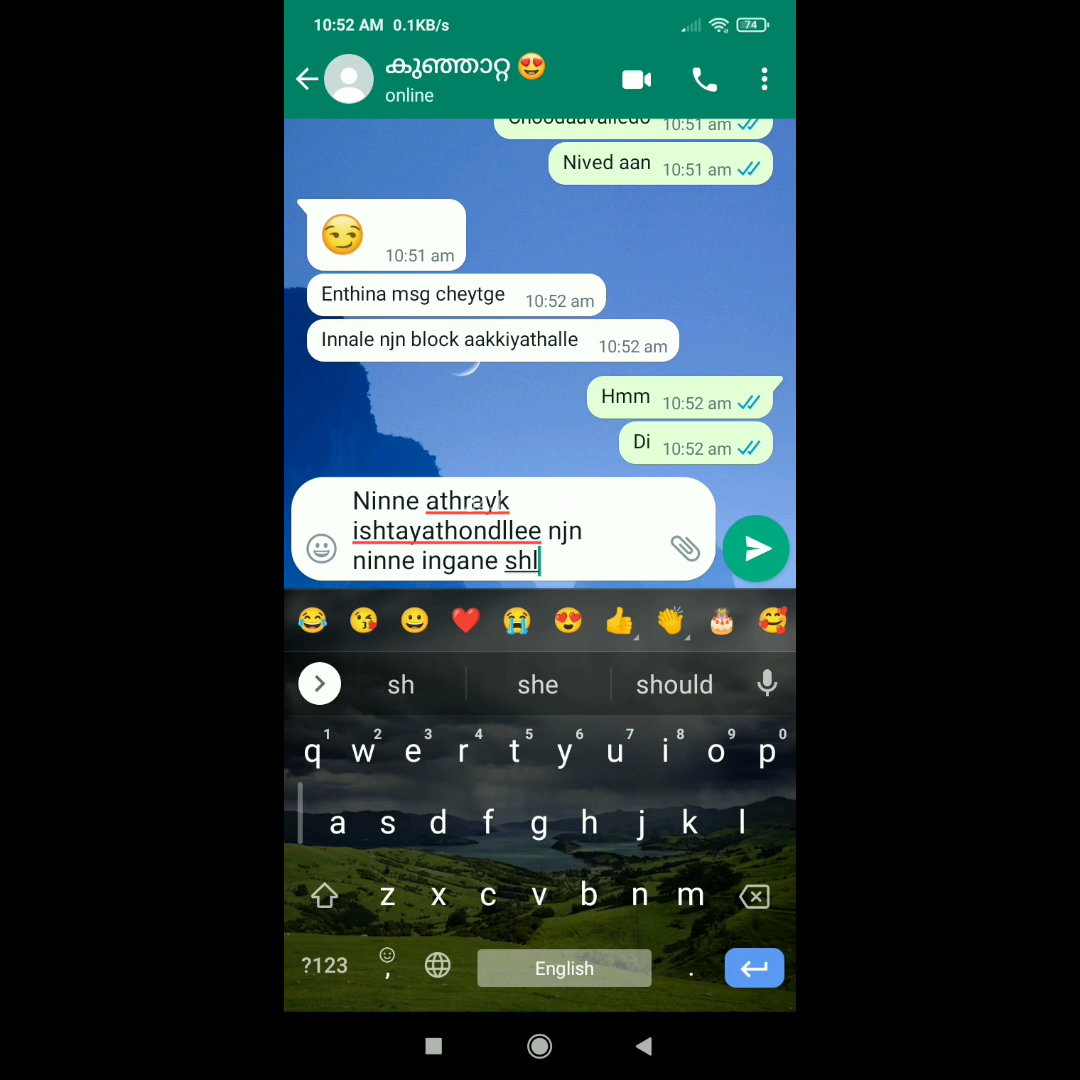 10:52 AM 0.1KB/s 74
കുഞ്ഞാറ്റ 😍
online
10:51 am
Nived aan 10:51 am
😏 10:51 am
Enthina msg cheytge 10:52 am
Innale njn block aakkiyathalle 10:52 am
Hmm 10:52 am
Di 10:52 am
Ninne athrayk
ishtayathondllee njn
ninne ingane shl
😂 😘 😀 ❤️ 😭 😍 👍 👏 🎂 🥰
sh she should
1 2 3 4 5 6 7 8 9 0
q w e r t y u i o p
a s d f g h j k l
z x c v b n m
?123 , English .